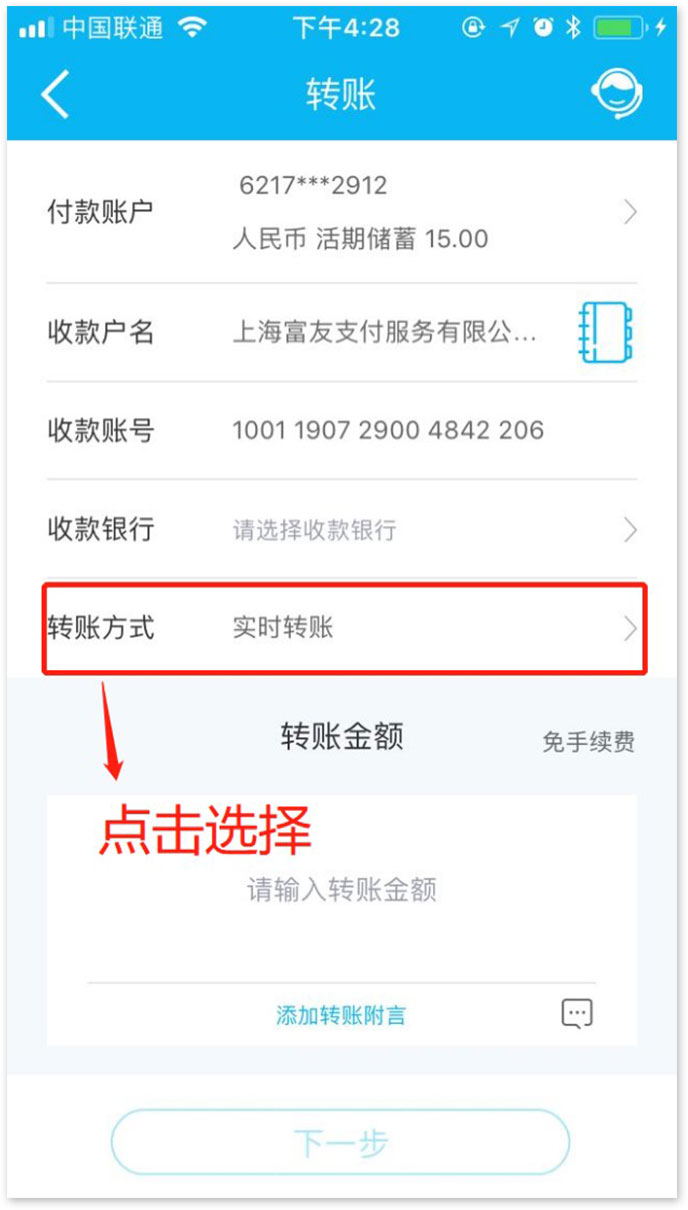 中国联通 下午4:28
转账
6217***2912
付款账户
人民币 活期储蓄 15.00
收款户名 上海富友支付服务有限公...
收款账号 1001 1907 2900 4842 206
收款银行 请选择收款银行
转账方式 实时转账
转账金额 免手续费
点击选择
请输入转账金额
添加转账附言
下一步